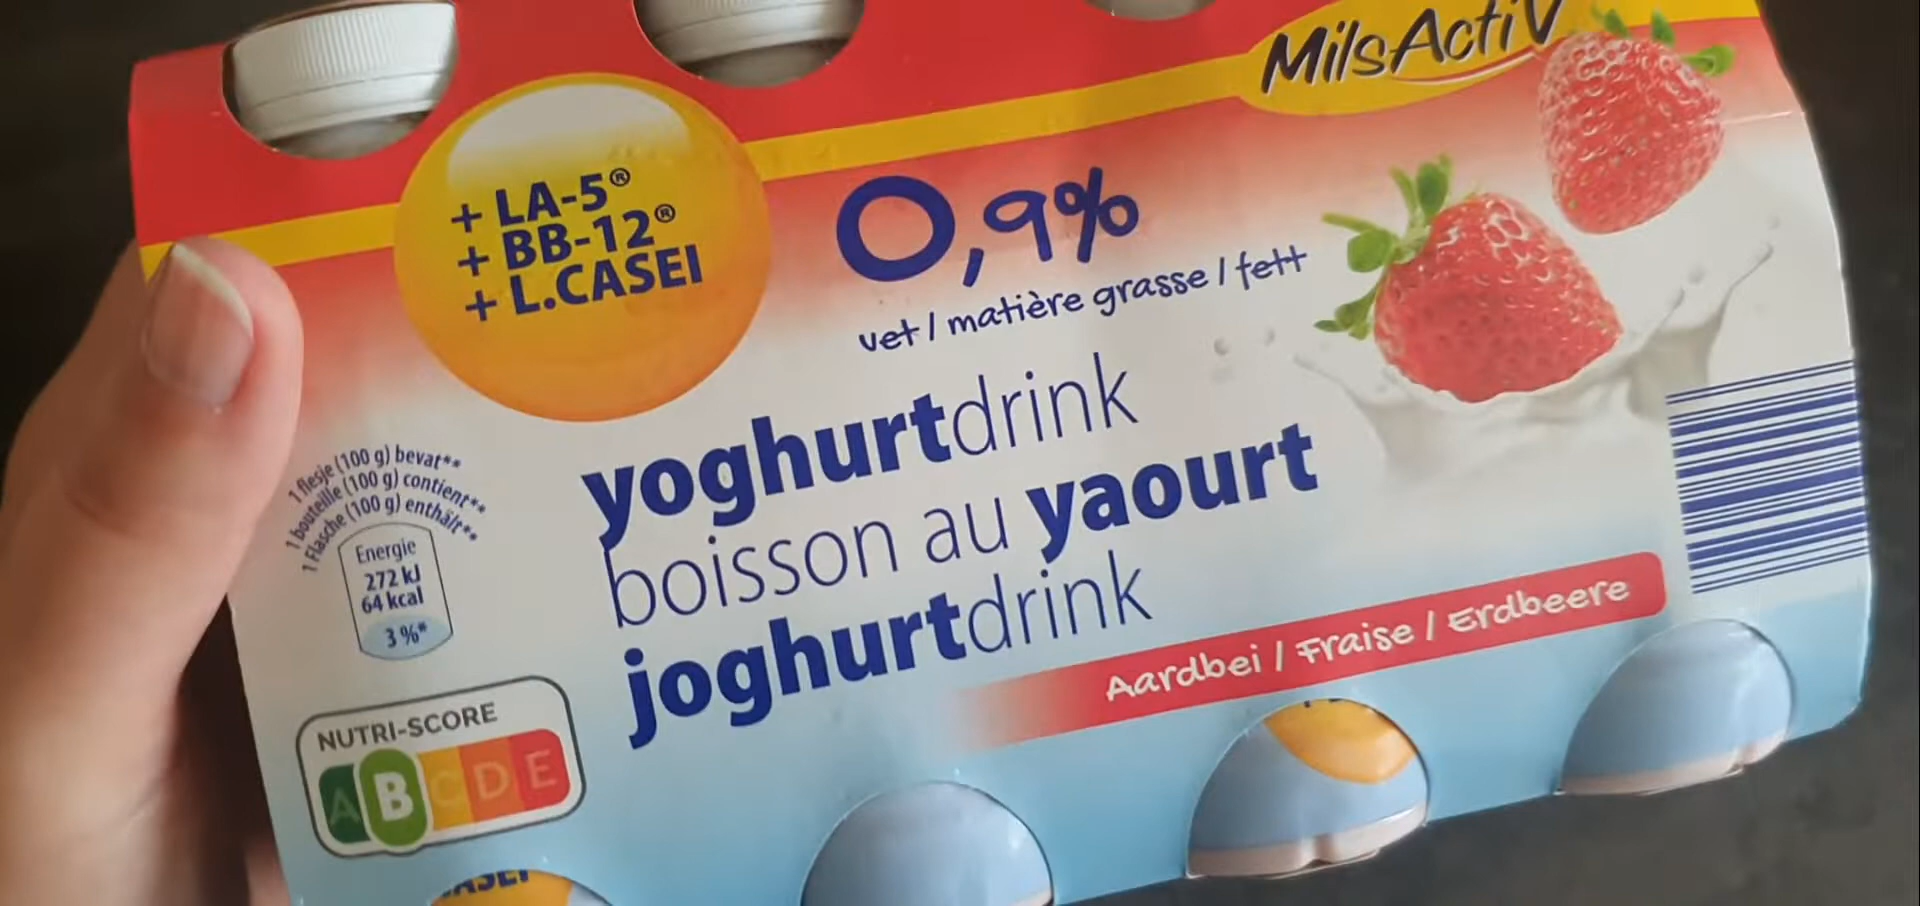 MilsActiV
+ LA-5®
+ BB-12®
+ L.CASEI
0,9%
vet / matière grasse / fett
yoghurtdrink
boisson au yaourt
joghurtdrink
Aardbei / Fraise / Erdbeere
1 flesje (100 g) bevat**
1 bouteille (100 g) contient**
1 Flasche (100 g) enthält**
Energie
272 kJ
64 kcal
3 %*
NUTRI-SCORE
A B C D E